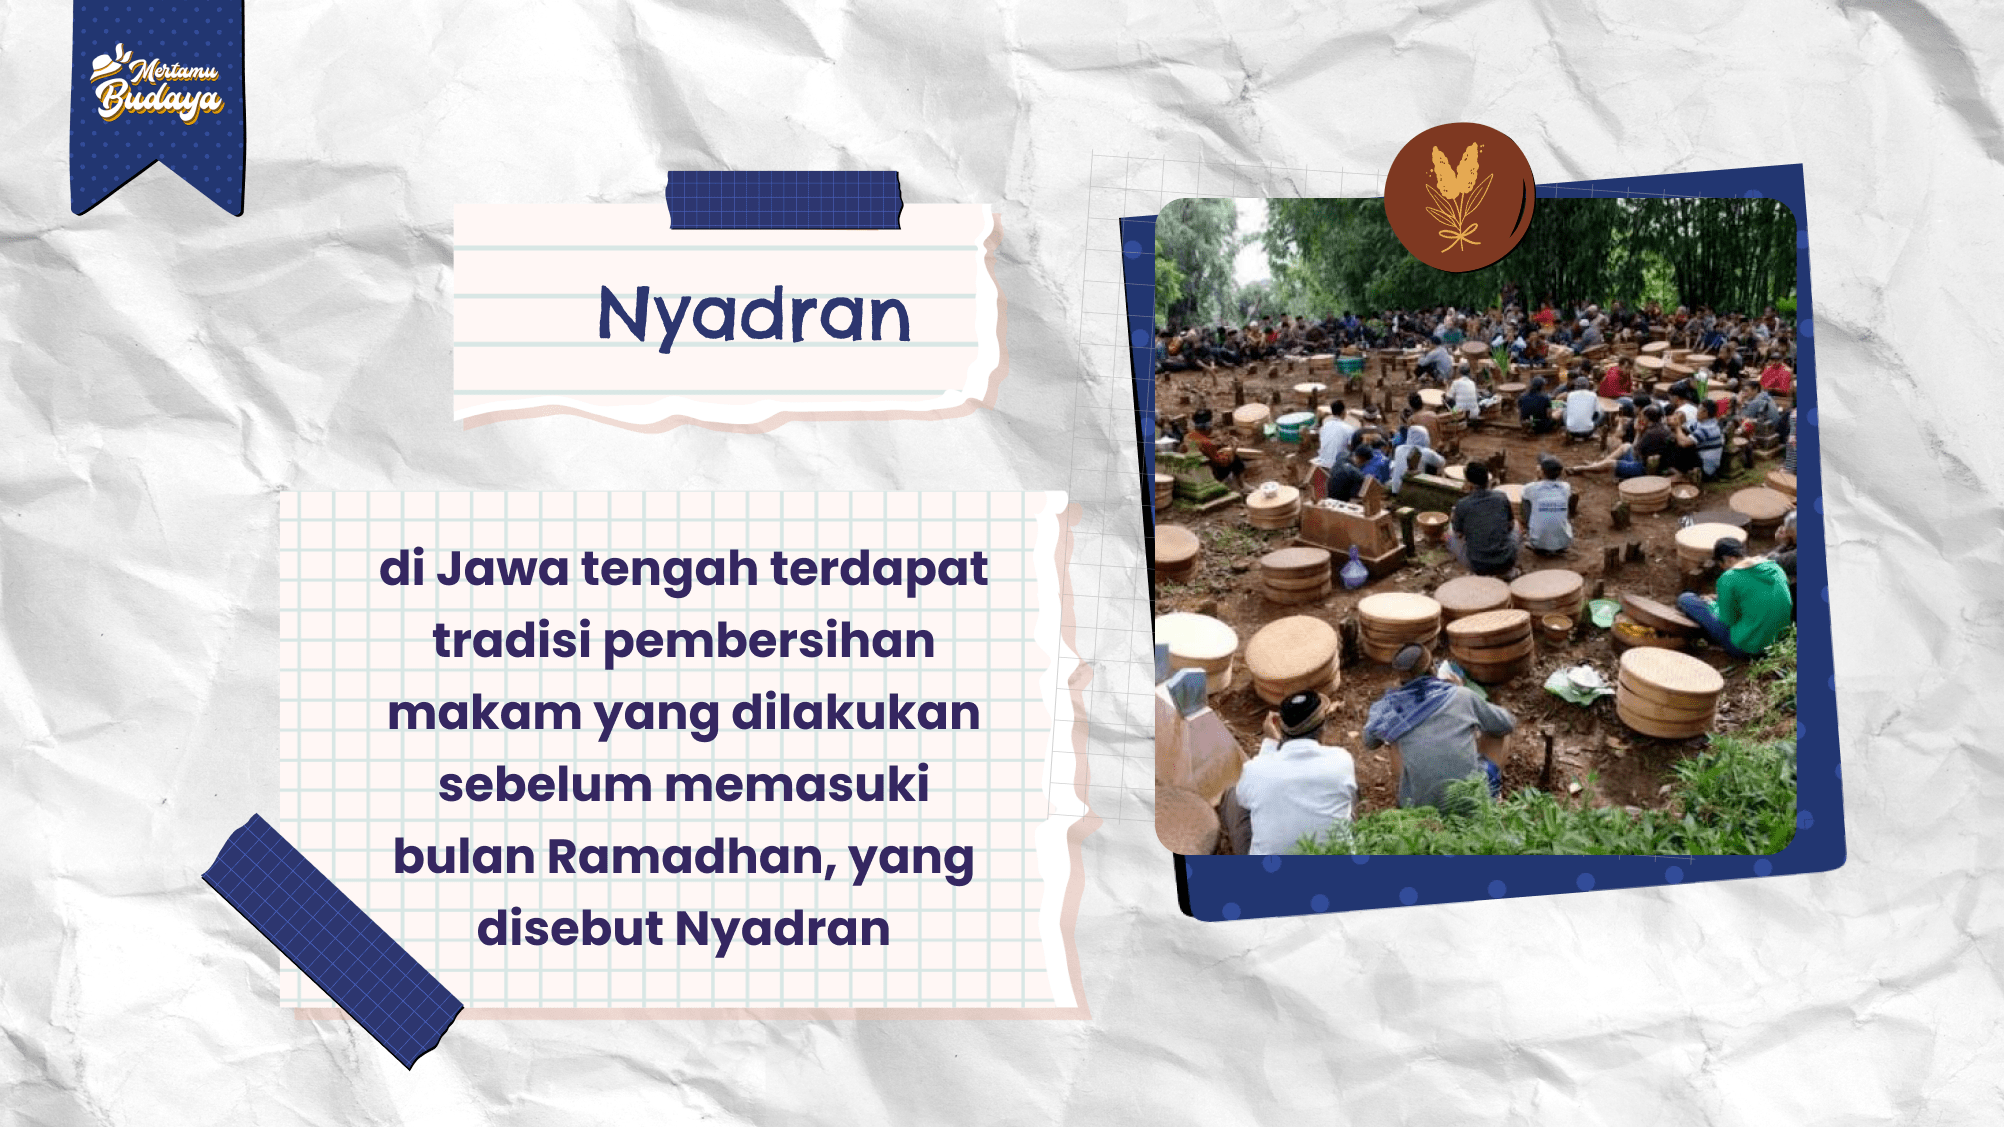 Mertamu
Budaya
Nyadran
di Jawa tengah terdapat
tradisi pembersihan
makam yang dilakukan
sebelum memasuki
bulan Ramadhan, yang
disebut Nyadran